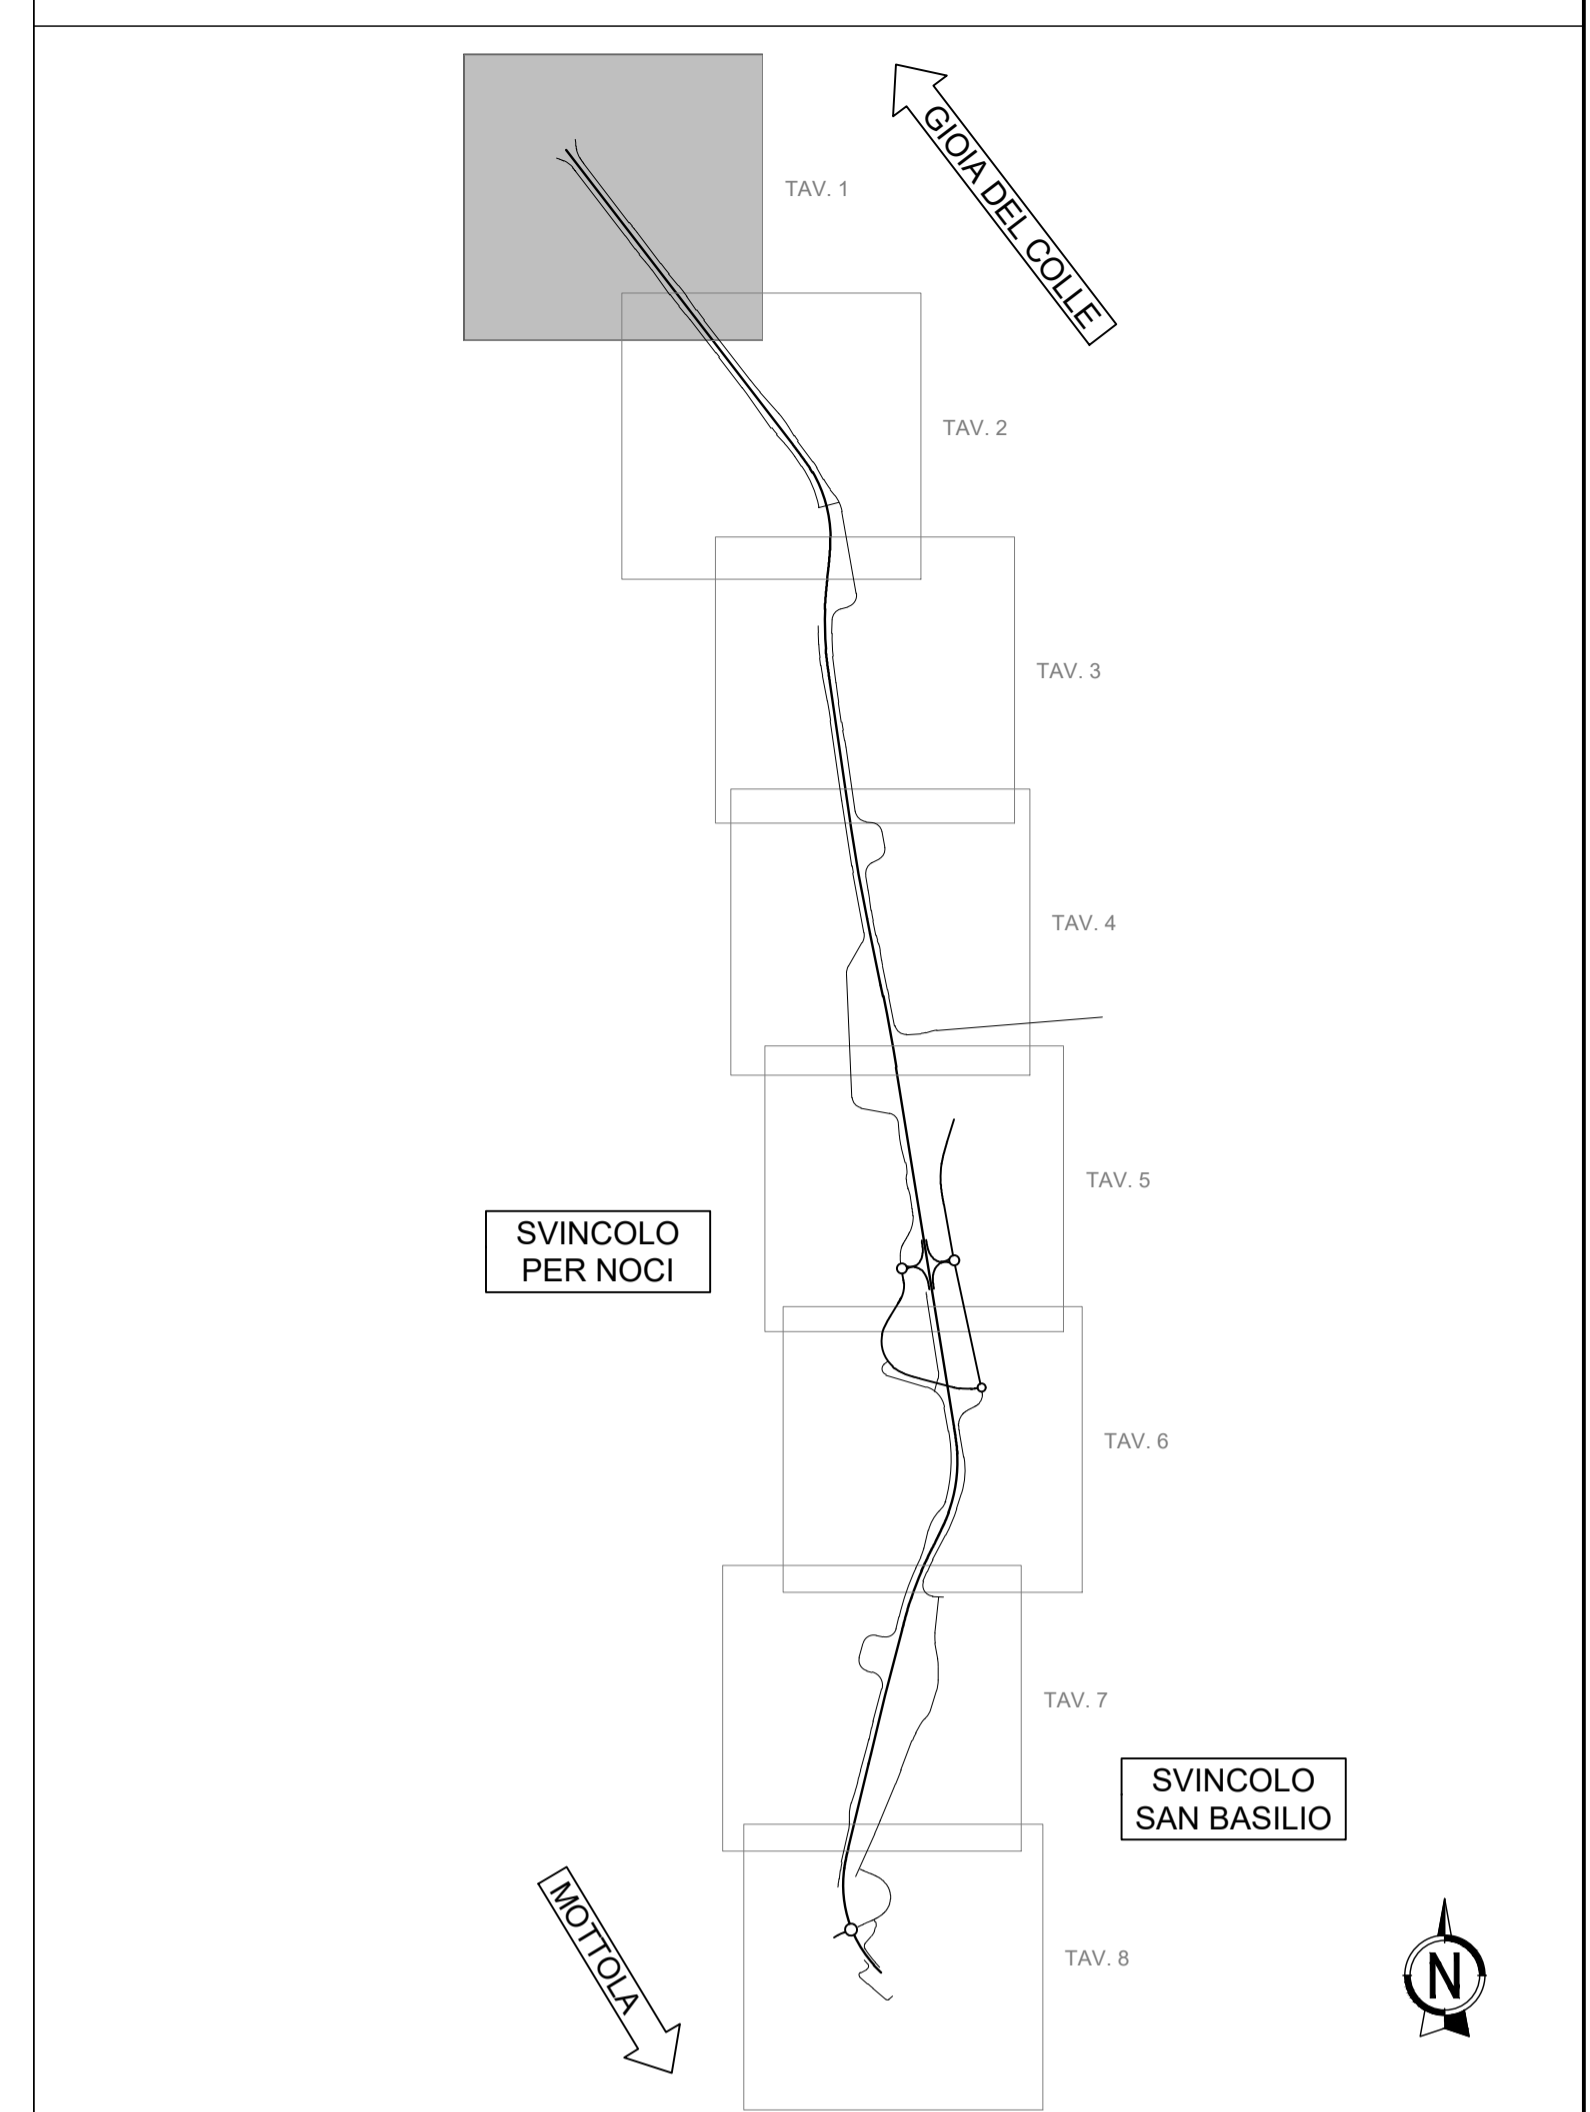 TAV. 1
GIOIA DEL COLLE
TAV. 2
TAV. 3
TAV. 4
TAV. 5
SVINCOLO
PER NOCI
TAV. 6
TAV. 7
SVINCOLO
SAN BASILIO
MOTTOLA
TAV. 8
N